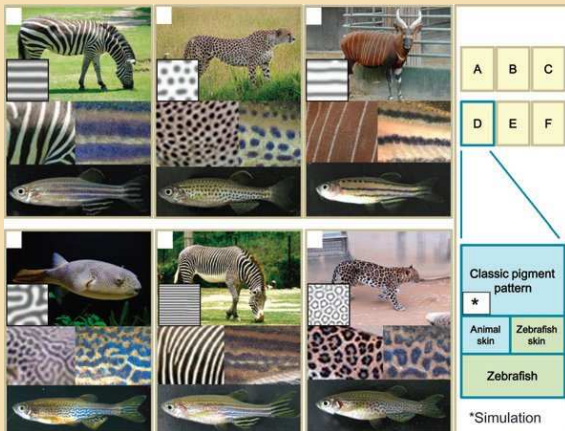 A B C
D E F
Classic pigment
pattern
*
Animal
skin
Zebrafish
skin
Zebrafish
*Simulation